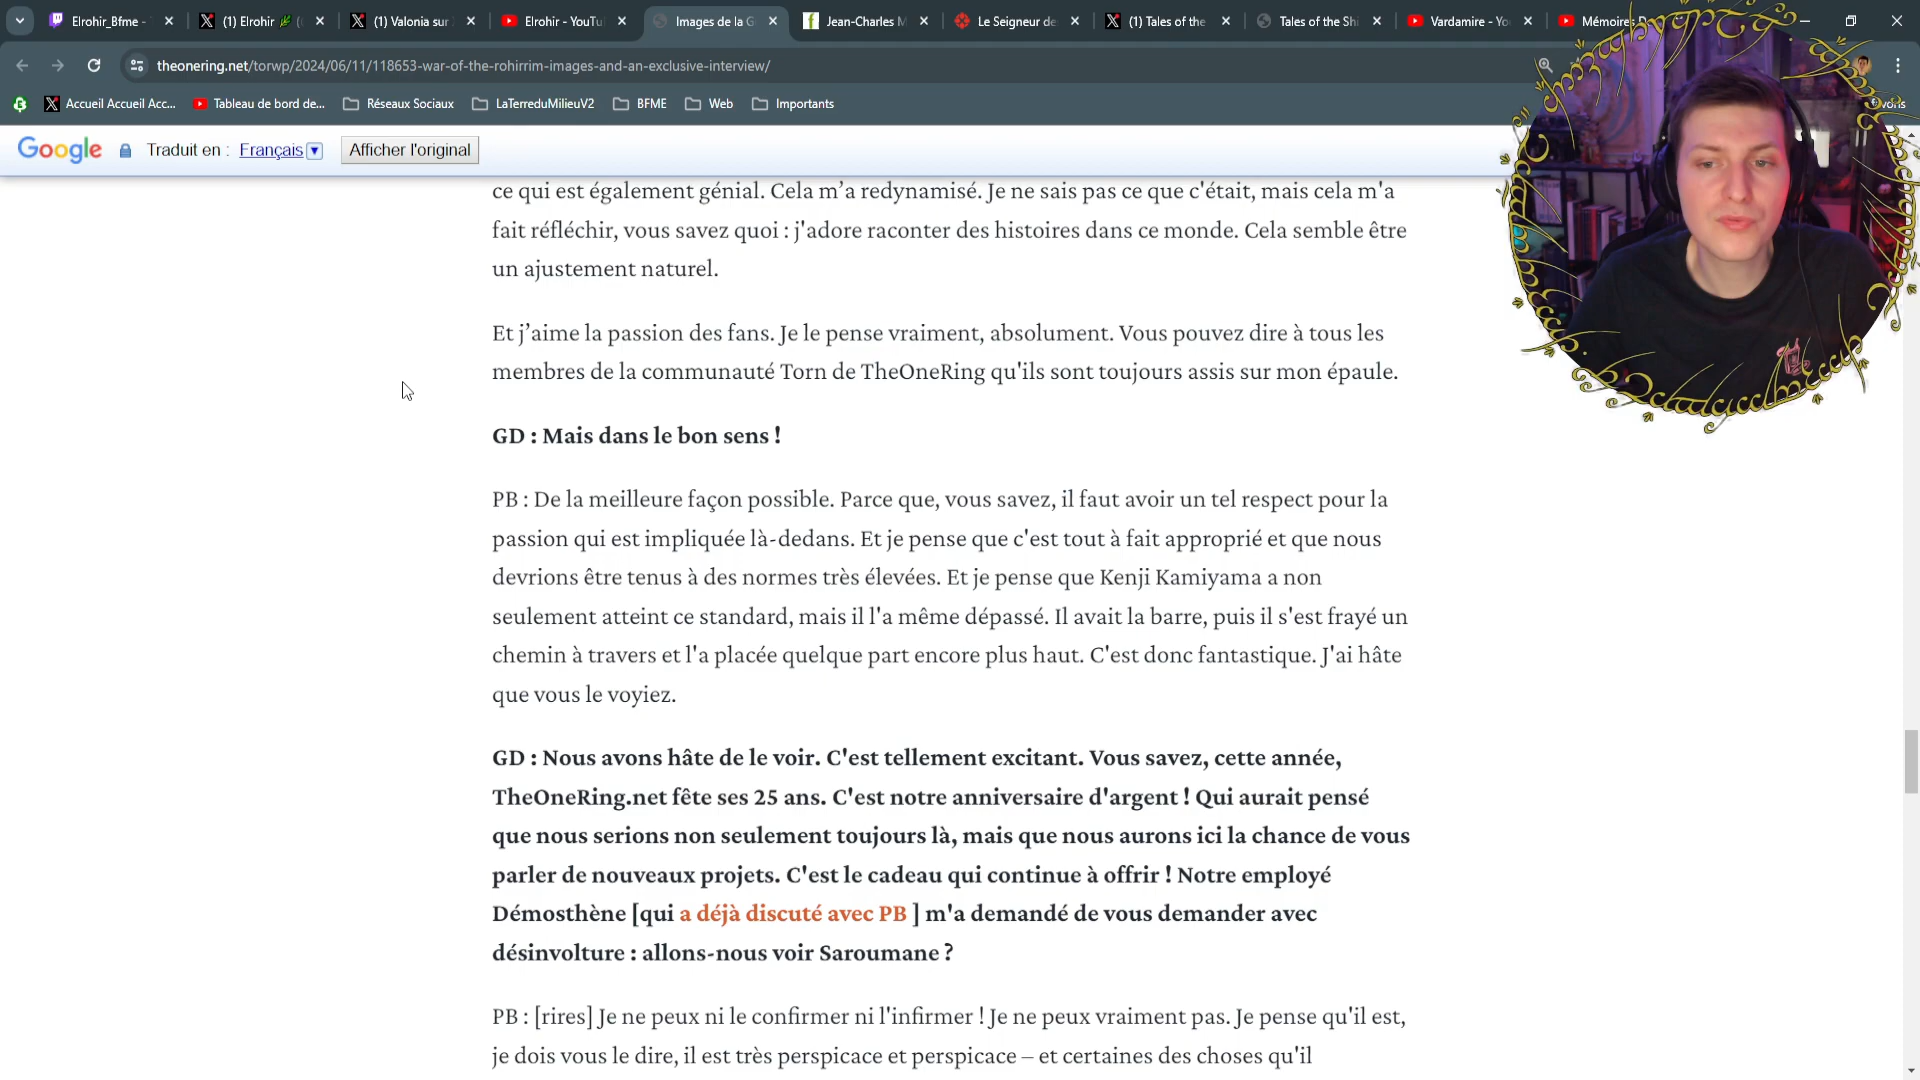 Elrohir_Bfme -
(1) Elrohir
(1) Valonia sur
Elrohir - YouTu
Images de la G
Jean-Charles M
Le Seigneur de
(1) Tales of the
Tales of the Shi
Vardamire - Yo
Mémoires D
theonering.net/torwp/2024/06/11/118653-war-of-the-rohirrim-images-and-an-exclusive-interview/
Accueil Accueil Acc...
Tableau de bord de...
Réseaux Sociaux
LaTerreduMilieuV2
BFME
Web
Importants
Google
Traduit en :
Français
Afficher l'original
ce qui est également génial. Cela m’a redynamisé. Je ne sais pas ce que c'était, mais cela m'a
fait réfléchir, vous savez quoi : j'adore raconter des histoires dans ce monde. Cela semble être
un ajustement naturel.
Et j’aime la passion des fans. Je le pense vraiment, absolument. Vous pouvez dire à tous les
membres de la communauté Torn de TheOneRing qu'ils sont toujours assis sur mon épaule.
GD : Mais dans le bon sens !
PB : De la meilleure façon possible. Parce que, vous savez, il faut avoir un tel respect pour la
passion qui est impliquée là-dedans. Et je pense que c'est tout à fait approprié et que nous
devrions être tenus à des normes très élevées. Et je pense que Kenji Kamiyama a non
seulement atteint ce standard, mais il l'a même dépassé. Il avait la barre, puis il s'est frayé un
chemin à travers et l'a placée quelque part encore plus haut. C'est donc fantastique. J'ai hâte
que vous le voyiez.
GD : Nous avons hâte de le voir. C'est tellement excitant. Vous savez, cette année,
TheOneRing.net fête ses 25 ans. C'est notre anniversaire d'argent ! Qui aurait pensé
que nous serions non seulement toujours là, mais que nous aurons ici la chance de vous
parler de nouveaux projets. C'est le cadeau qui continue à offrir ! Notre employé
Démosthène [qui a déjà discuté avec PB ] m'a demandé de vous demander avec
désinvolture : allons-nous voir Saroumane ?
PB : [rires] Je ne peux ni le confirmer ni l'infirmer ! Je ne peux vraiment pas. Je pense qu'il est,
je dois vous le dire, il est très perspicace et perspicace – et certaines des choses qu'il